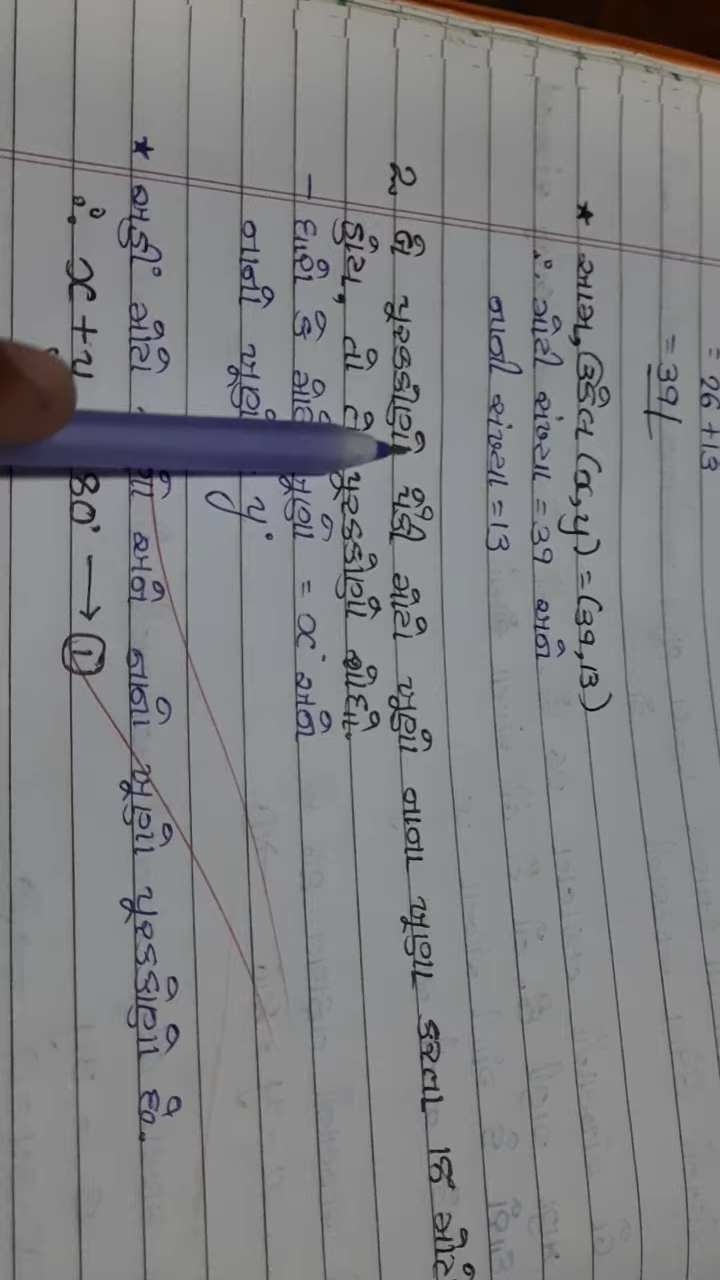 = 26 + 13
= 39
★ આમ, ઉકેલ (x, y) = (39, 13)
∴ મોટી સંખ્યા = 39 અને
નાની સંખ્યા = 13
2 બે પૂરકકોણો પૈકી મોટો ખૂણો નાના ખૂણા કરતા 18 મોટો
હોય, તો તે પૂરકકોણો શોધો.
- ધારો કે મોટો ખૂણો = x° અને
નાનો ખૂણો y°
★ અહીં મોટો અને નાનો ખૂણો પૂરકકોણો છે.
∴ x + y 80° → ①